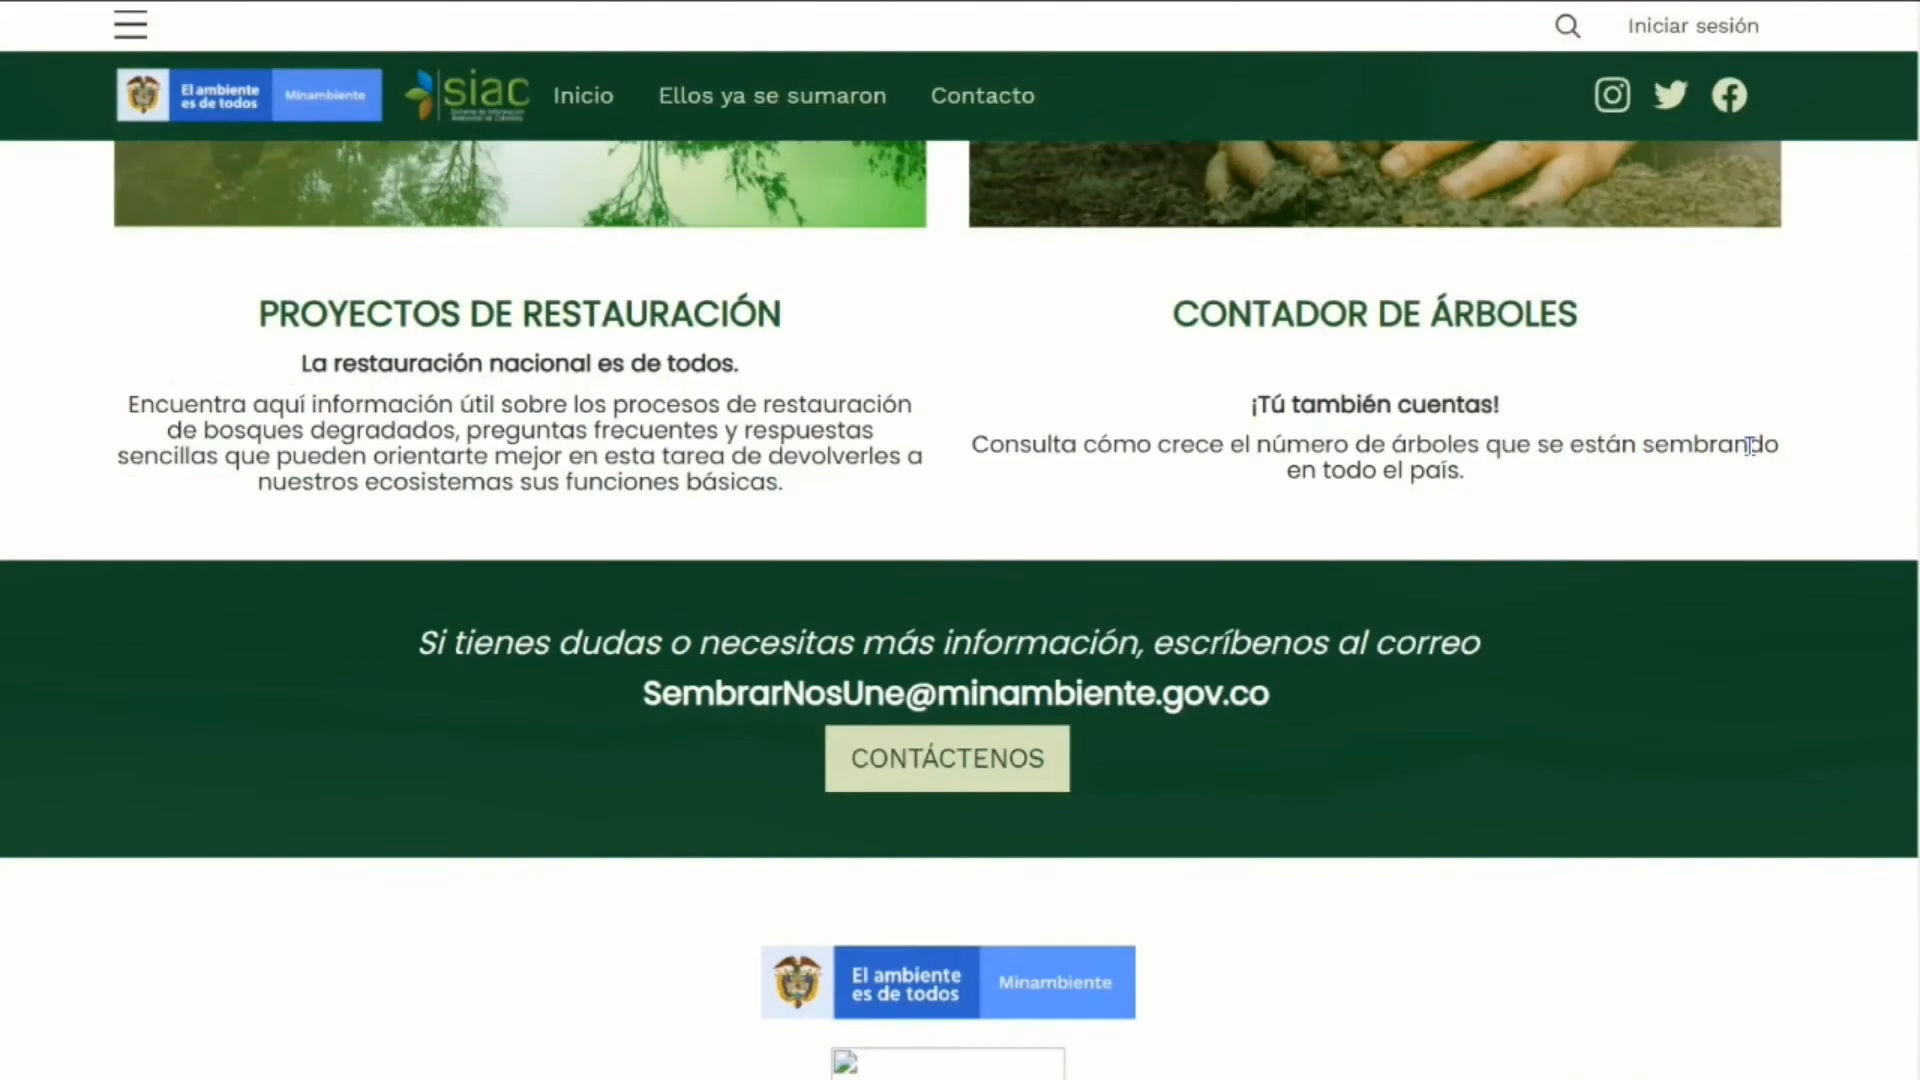 Iniciar sesión
El ambiente
es de todos
Minambiente
siac
Inicio
Ellos ya se sumaron
Contacto
PROYECTOS DE RESTAURACIÓN
La restauración nacional es de todos.
Encuentra aquí información útil sobre los procesos de restauración
de bosques degradados, preguntas frecuentes y respuestas
sencillas que pueden orientarte mejor en esta tarea de devolverles a
nuestros ecosistemas sus funciones básicas.
CONTADOR DE ÁRBOLES
¡Tú también cuentas!
Consulta cómo crece el número de árboles que se están sembrando
en todo el país.
Si tienes dudas o necesitas más información, escríbenos al correo
SembrarNosUne@minambiente.gov.co
CONTÁCTENOS
El ambiente
es de todos
Minambiente